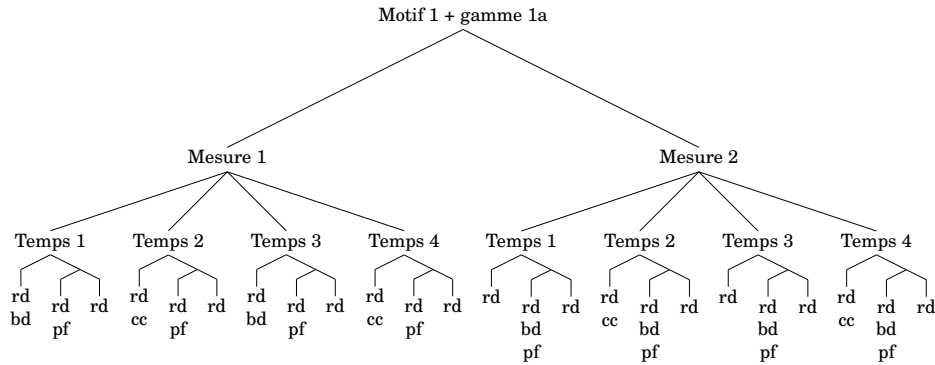 Motif 1 + gamme 1a
Mesure 1 Mesure 2
Temps 1 Temps 2 Temps 3 Temps 4 Temps 1 Temps 2 Temps 3 Temps 4
rd rd rd rd rd rd rd rd rd rd rd rd rd rd rd rd rd rd rd rd rd rd rd rd
bd pf cc pf bd pf cc pf bd cc bd bd cc bd
pf pf pf pf